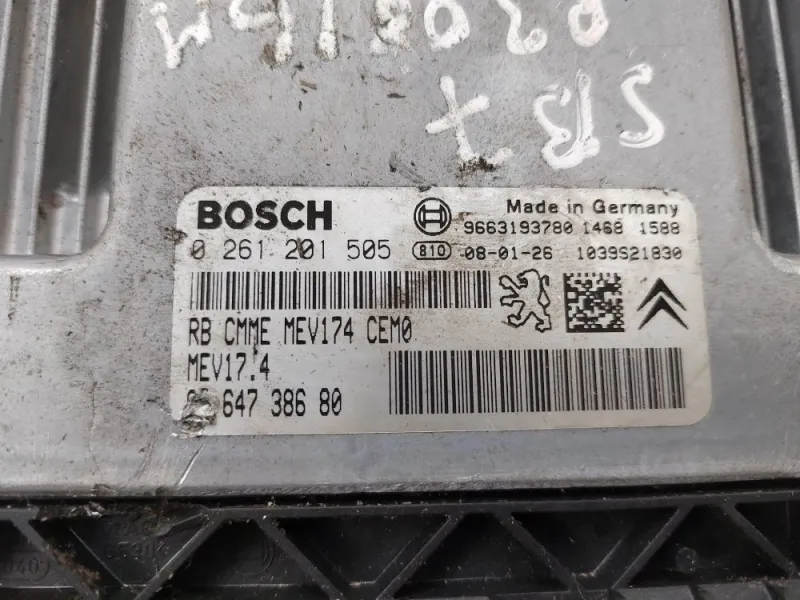 SB7
BOSCH
Made in Germany
9663193780 1468 1588
0 261 201 505
810
08-01-26
1039S21830
RB CMME MEV174 CEM0
MEV17.4
647 386 80